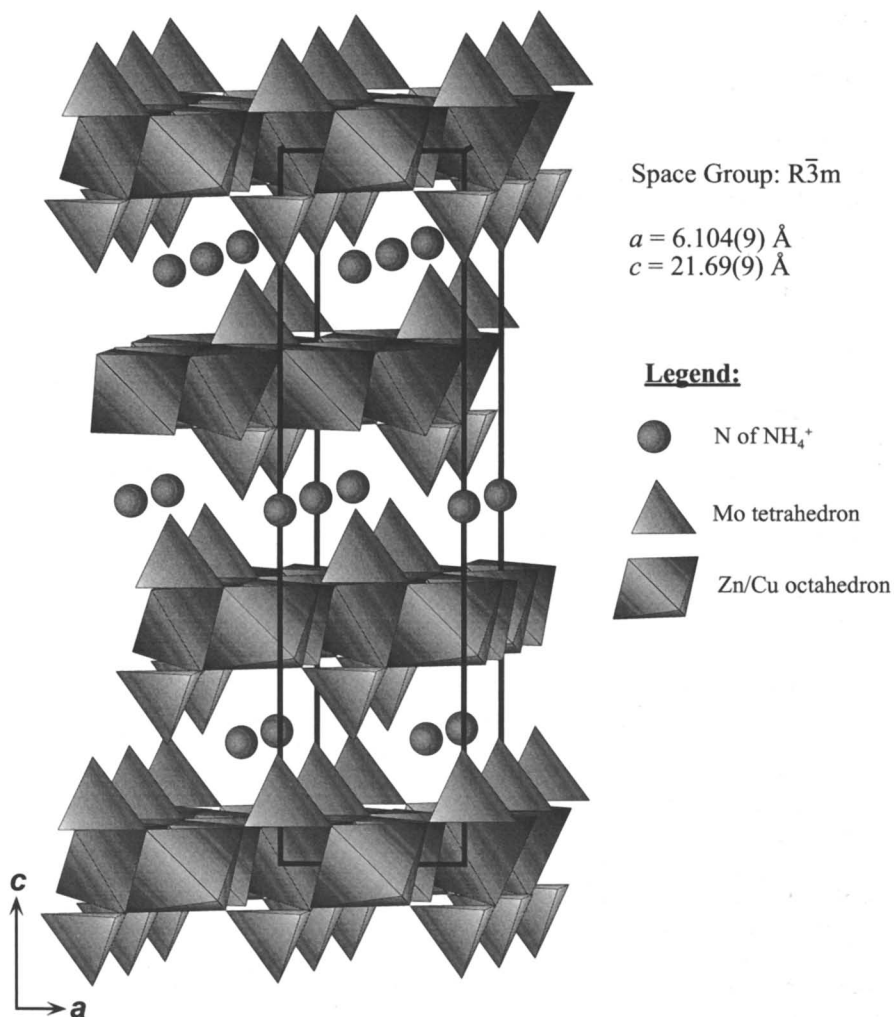 Space Group: R3̄m
a = 6.104(9) Å
c = 21.69(9) Å
Legend:
N of NH₄⁺
Mo tetrahedron
Zn/Cu octahedron
c
a